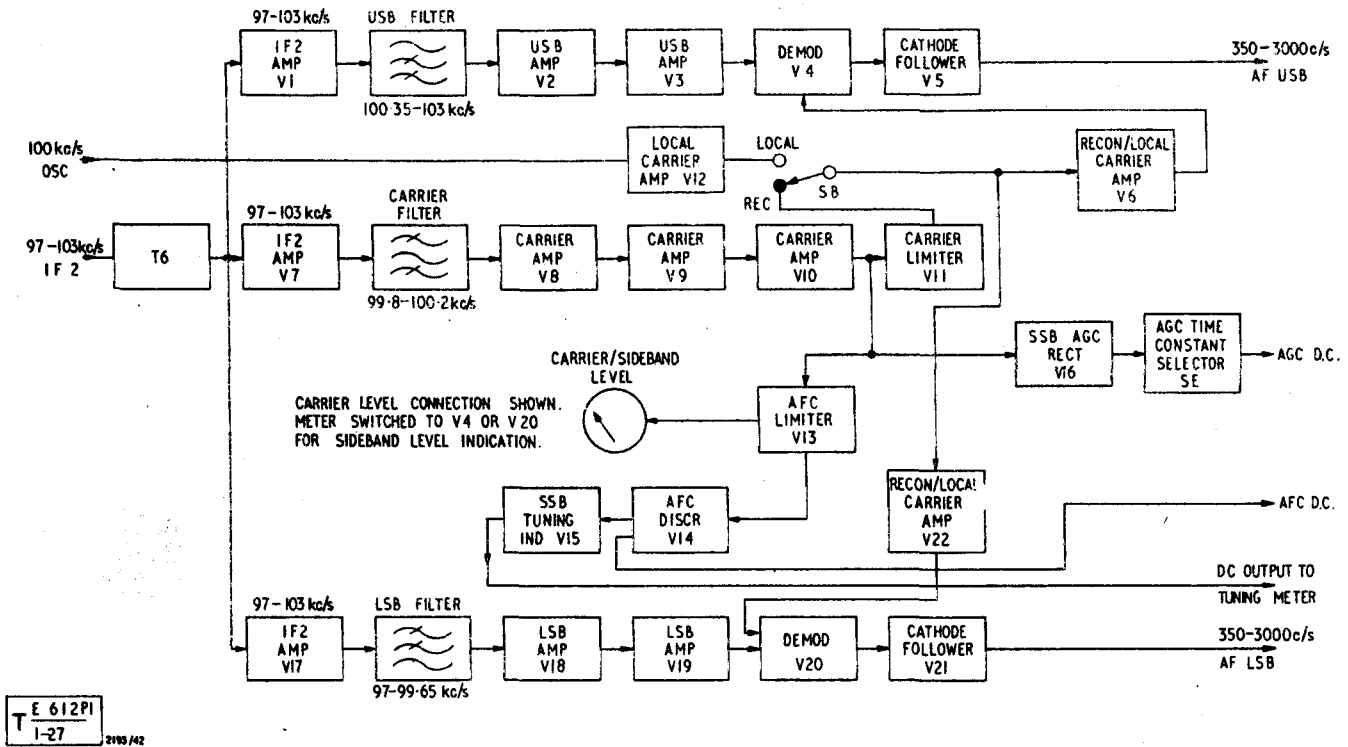 97-103kc/s
IF2
AMP
V1
USB FILTER
100·35-103 kc/s
USB
AMP
V2
USB
AMP
V3
DEMOD
V4
CATHODE
FOLLOWER
V5
350-3000c/s
AF USB
100kc/s
OSC
LOCAL
CARRIER
AMP V12
LOCAL
SB
REC
RECON/LOCAL
CARRIER
AMP
V6
97-103kc/s
IF 2
T6
97-103kc/s
IF2
AMP
V7
CARRIER
FILTER
99·8-100·2kc/s
CARRIER
AMP
V8
CARRIER
AMP
V9
CARRIER
AMP
V10
CARRIER
LIMITER
V11
SSB AGC
RECT
V16
AGC TIME
CONSTANT
SELECTOR
SE
AGC D.C.
CARRIER/SIDEBAND
LEVEL
CARRIER LEVEL CONNECTION SHOWN.
METER SWITCHED TO V4 OR V20
FOR SIDEBAND LEVEL INDICATION.
AFC
LIMITER
V13
SSB
TUNING
IND V15
AFC
DISCR
V14
RECON/LOCAL
CARRIER
AMP
V22
AFC D.C.
DC OUTPUT TO
TUNING METER
97-103kc/s
IF2
AMP
V17
LSB FILTER
97-99·65 kc/s
LSB
AMP
V18
LSB
AMP
V19
DEMOD
V20
CATHODE
FOLLOWER
V21
350-3000c/s
AF LSB
T E 612P1
1-27
2193/42